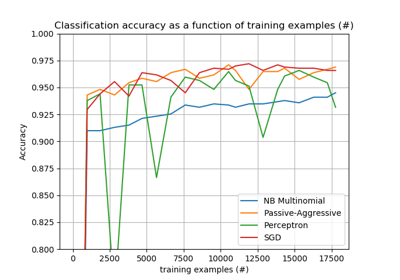 Classification accuracy as a function of training examples (#)
1.000
0.975
0.950
0.925
0.900
0.875
0.850
0.825
0.800
Accuracy
NB Multinomial
Passive-Aggressive
Perceptron
SGD
0 2500 5000 7500 10000 12500 15000 17500
training examples (#)